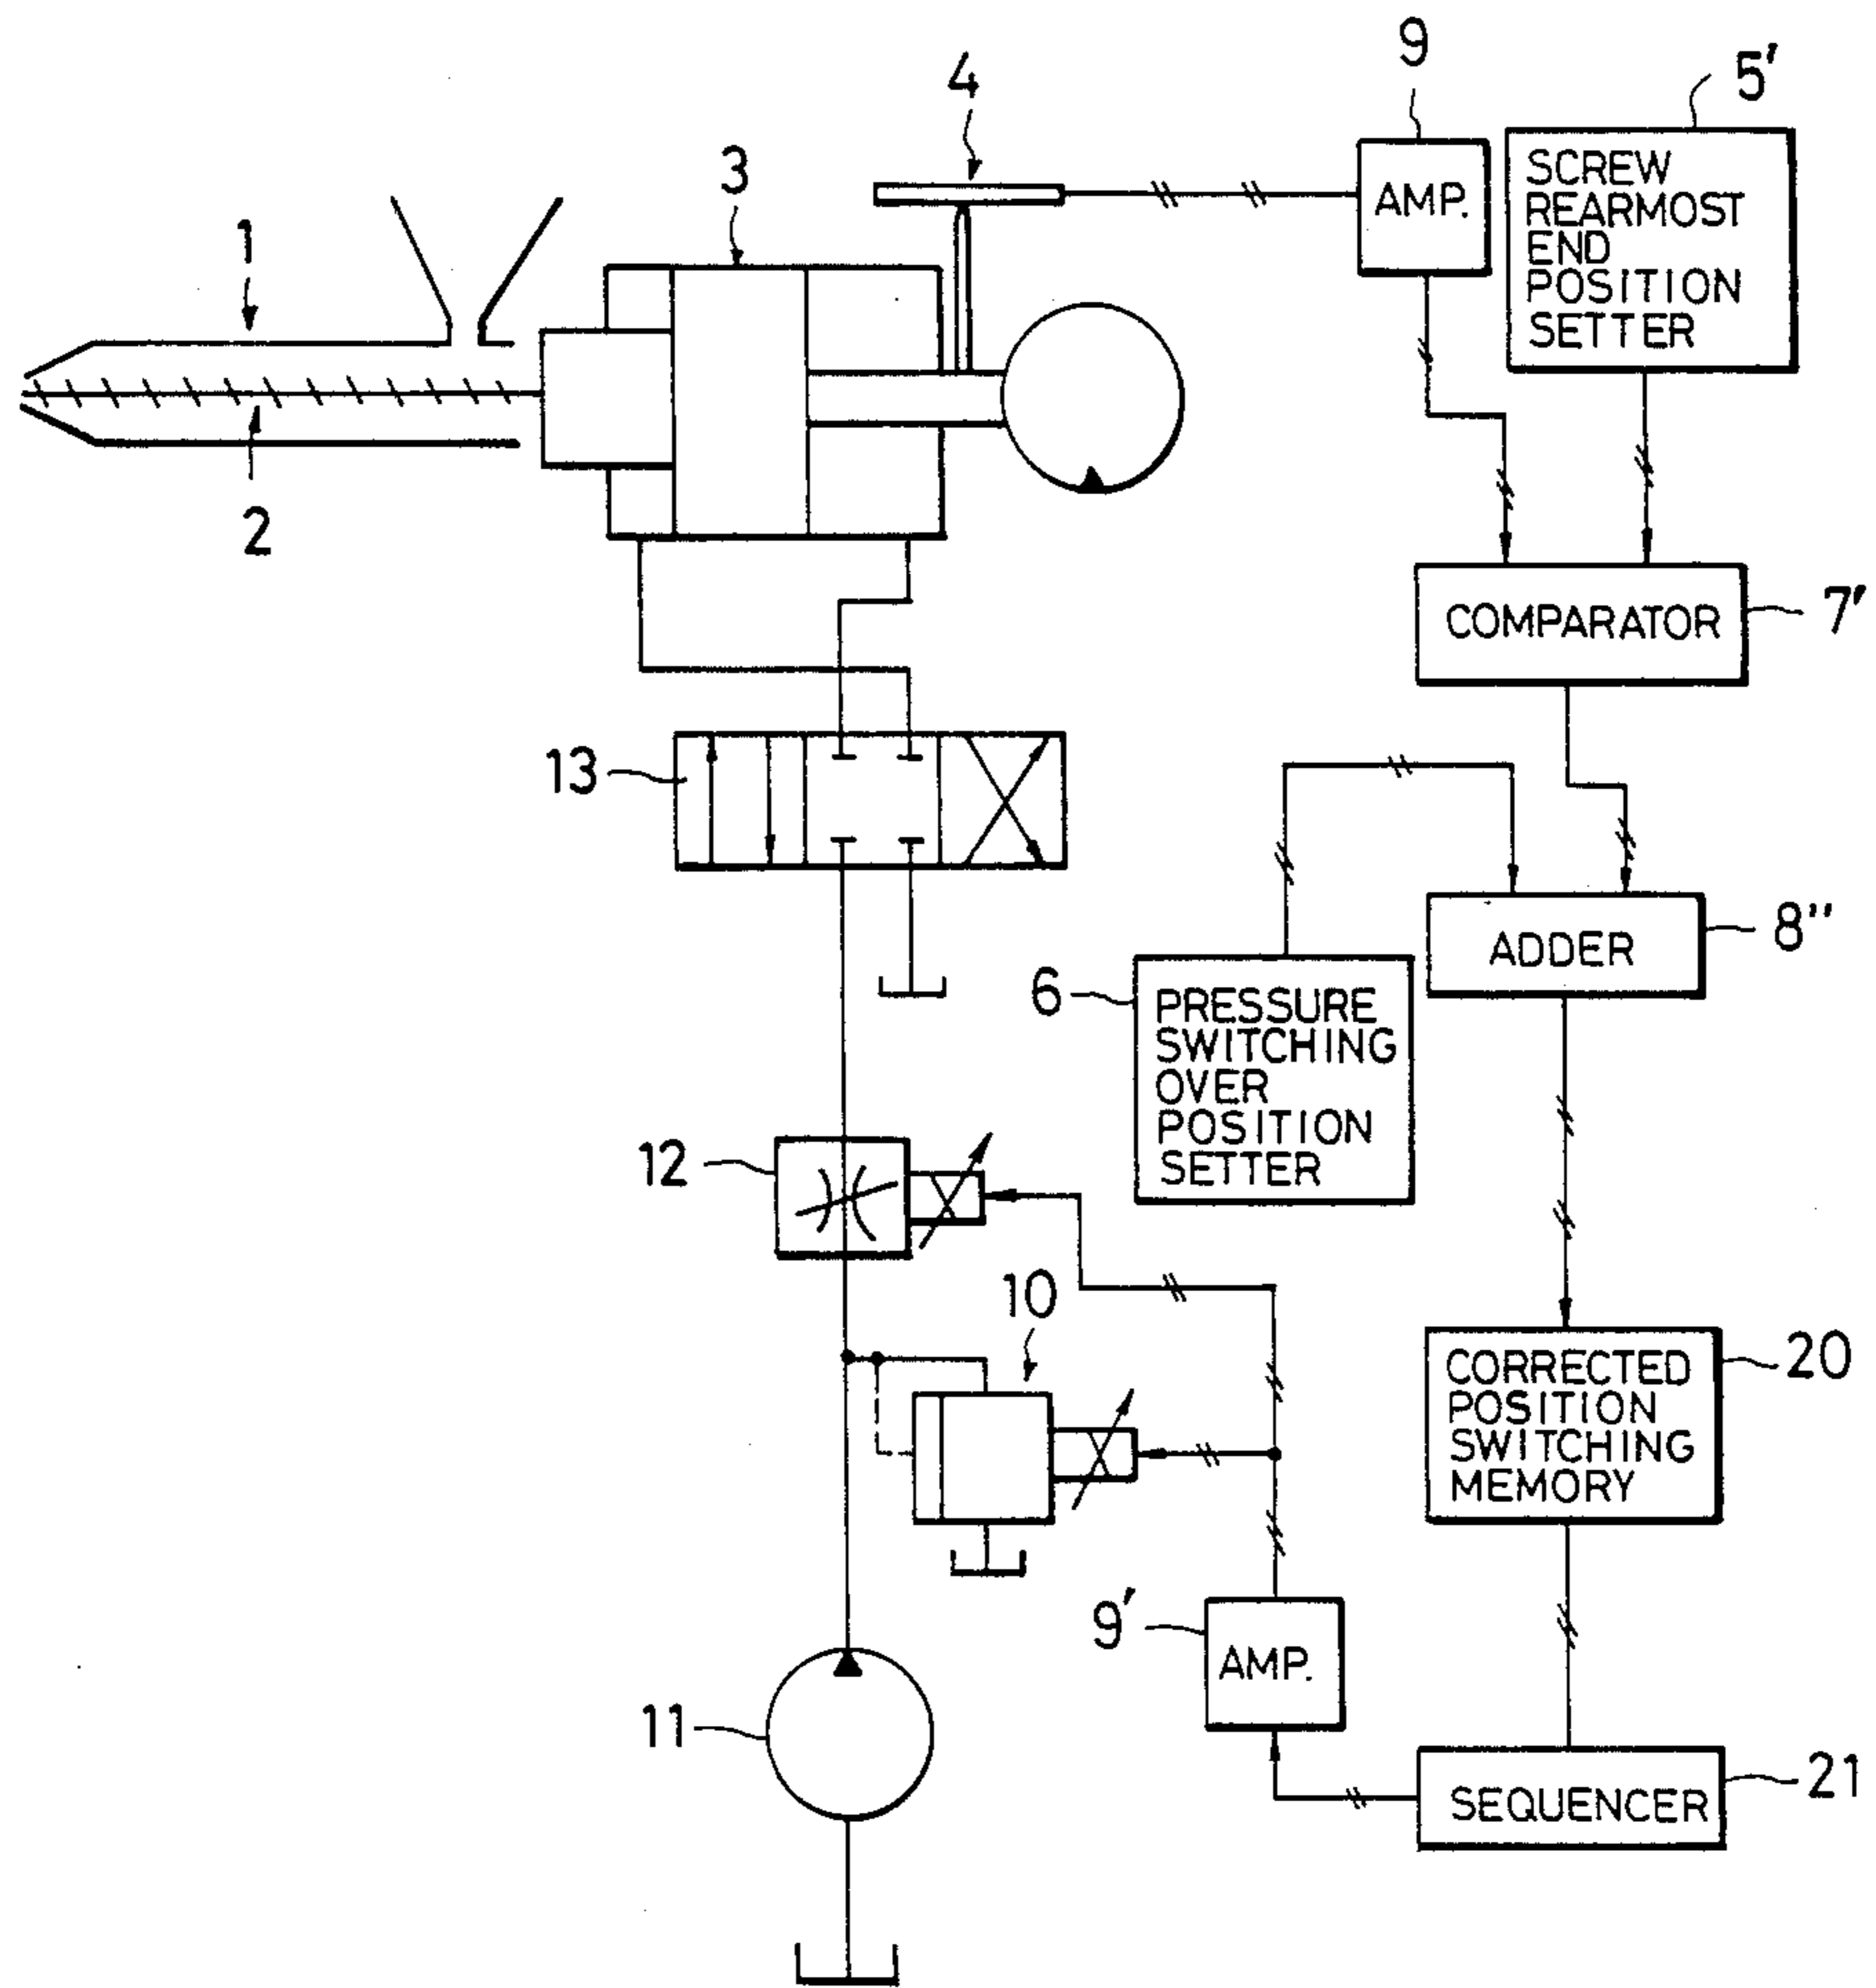 9
5'
4
SCREW
REARMOST
END
POSITION
SETTER
AMP.
3
1
2
COMPARATOR
7'
13
ADDER
8''
6
PRESSURE
SWITCHING
OVER
POSITION
SETTER
12
10
CORRECTED
POSITION
SWITCHING
MEMORY
20
9'
AMP.
11
SEQUENCER
21